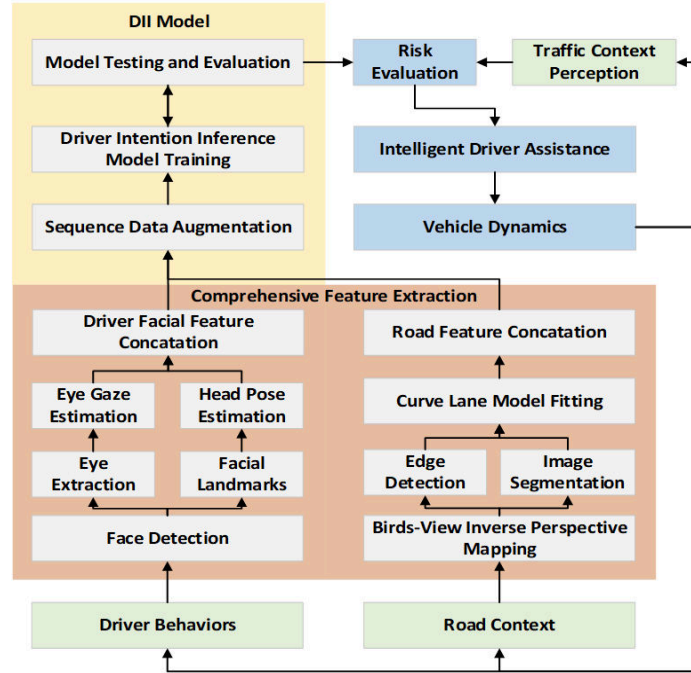 DII Model
Model Testing and Evaluation
Risk
Evaluation
Traffic Context
Perception
Driver Intention Inference
Model Training
Intelligent Driver Assistance
Sequence Data Augmentation
Vehicle Dynamics
Comprehensive Feature Extraction
Driver Facial Feature
Concatation
Road Feature Concatation
Eye Gaze
Estimation
Head Pose
Estimation
Curve Lane Model Fitting
Eye
Extraction
Facial
Landmarks
Edge
Detection
Image
Segmentation
Face Detection
Birds-View Inverse Perspective
Mapping
Driver Behaviors
Road Context